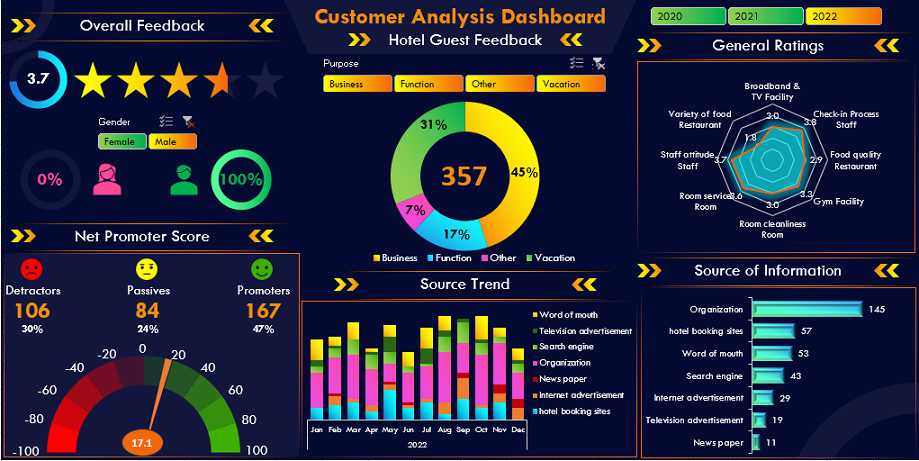 Customer Analysis Dashboard
Hotel Guest Feedback
2020
2021
2022
Overall Feedback
3.7
Gender
Female
Male
0%
100%
Purpose
Business
Function
Other
Vacation
31%
45%
7%
17%
357
Business
Function
Other
Vacation
General Ratings
Broadband &
TV Facility
3.0
Variety of food
Restaurant
Check-in Process
Staff
3.8
1.8
Staff attitude
Staff
3.7
2.9
Food quality
Restaurant
Room service
Room
3.6
3.3
Gym Facility
3.0
Room cleanliness
Room
Net Promoter Score
Detractors
Passives
Promoters
106
84
167
30%
24%
47%
-100
-80
-60
-40
-20
0
20
40
60
80
100
17.1
Source Trend
Word of mouth
Television advertisement
Search engine
Organization
News paper
Internet advertisement
hotel booking sites
Jan
Feb
Mar
Apr
May
Jun
Jul
Aug
Sep
Oct
Nov
Dec
2022
Source of Information
Organization
145
hotel booking sites
57
Word of mouth
53
Search engine
43
Internet advertisement
29
Television advertisement
19
News paper
11